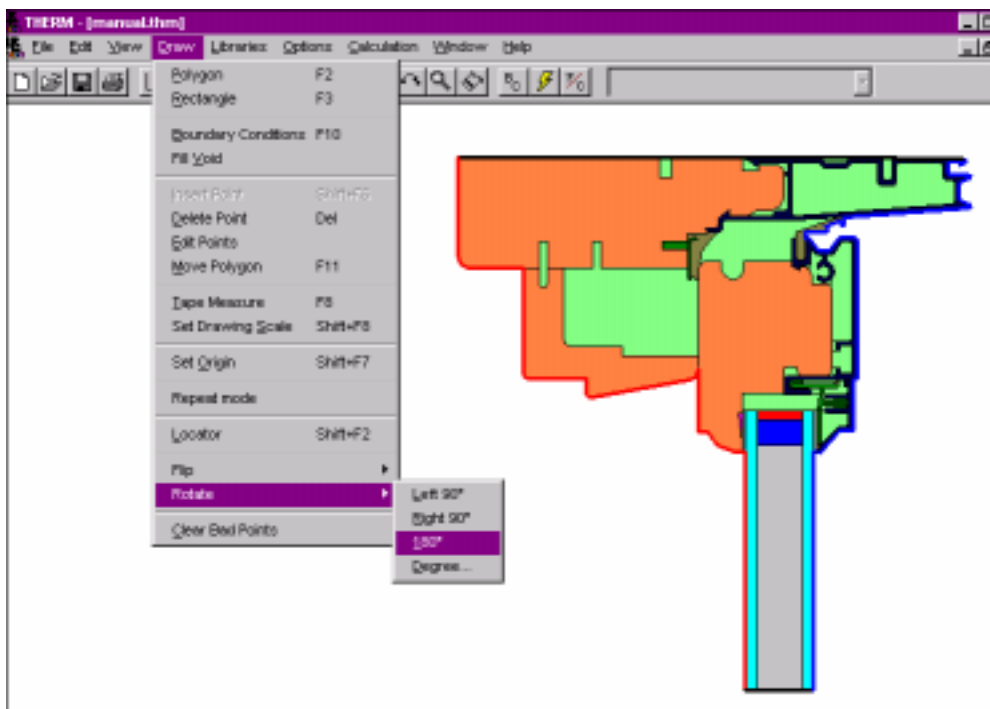 THERM - [manual.thm]
File Edit View Draw Libraries Options Calculation Window Help
Polygon F2
Rectangle F3
Boundary Conditions F10
Fill Void
Insert Point Shift+F5
Delete Point Del
Edit Points
Move Polygon F11
Tape Measure F8
Set Drawing Scale Shift+F8
Set Origin Shift+F7
Repeat mode
Locator Shift+F2
Flip
Rotate
Left 90°
Right 90°
180°
Degree...
Clear Bad Points